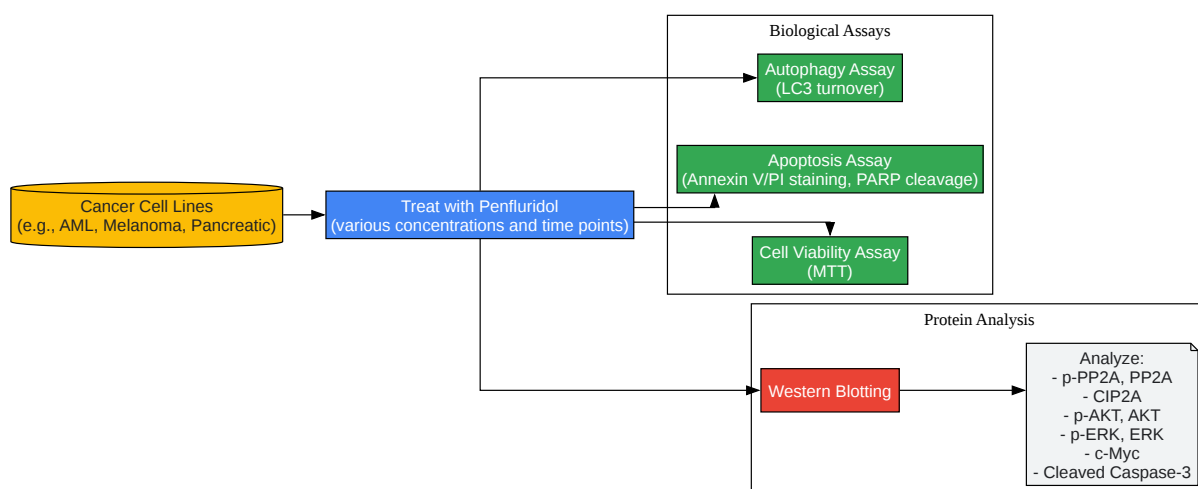 Biological Assays
Autophagy Assay
(LC3 turnover)
Apoptosis Assay
(Annexin V/PI staining, PARP cleavage)
Cancer Cell Lines
(e.g., AML, Melanoma, Pancreatic)
Treat with Penfluridol
(various concentrations and time points)
Cell Viability Assay
(MTT)
Protein Analysis
Western Blotting
Analyze:
- p-PP2A, PP2A
- CIP2A
- p-AKT, AKT
- p-ERK, ERK
- c-Myc
- Cleaved Caspase-3